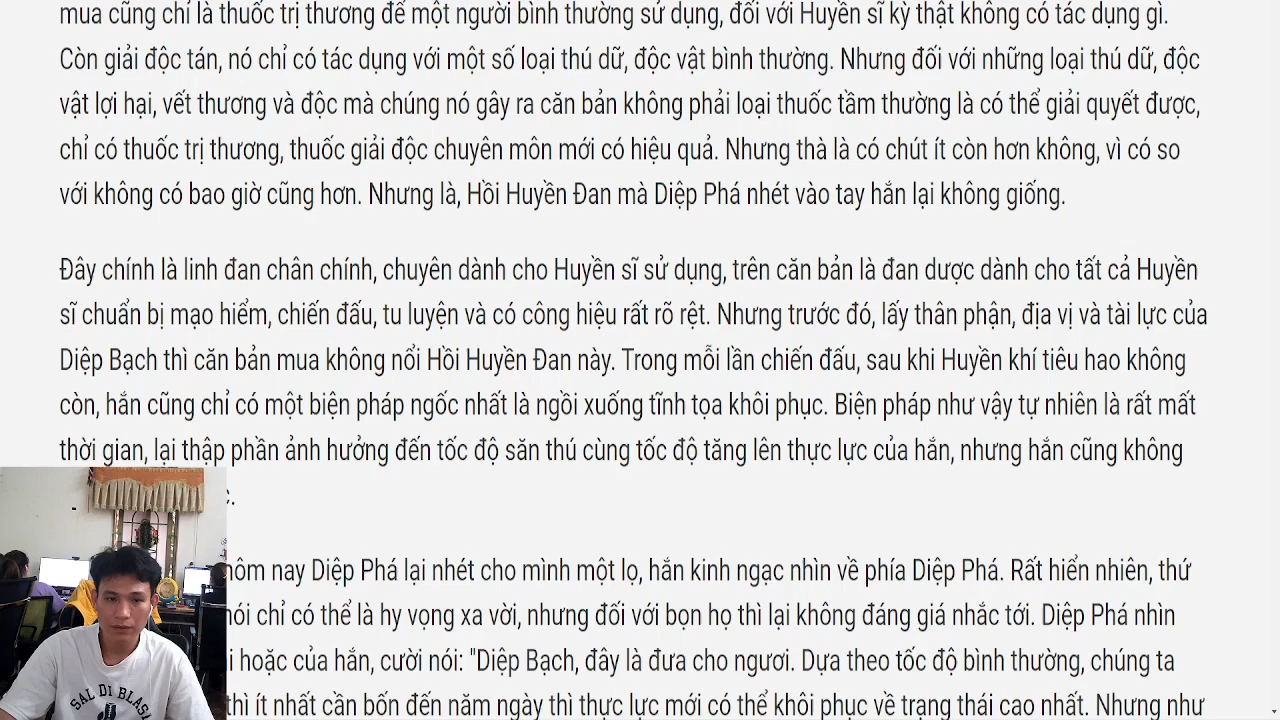 mua cũng chỉ là thuốc trị thương để một người bình thường sử dụng, đối với Huyền sĩ kỳ thật không có tác dụng gì.
Còn giải độc tán, nó chỉ có tác dụng với một số loại thú dữ, độc vật bình thường. Nhưng đối với những loại thú dữ, độc
vật lợi hại, vết thương và độc mà chúng nó gây ra căn bản không phải loại thuốc tầm thường là có thể giải quyết được,
chỉ có thuốc trị thương, thuốc giải độc chuyên môn mới có hiệu quả. Nhưng thà là có chút ít còn hơn không, vì có so
với không có bao giờ cũng hơn. Nhưng là, Hồi Huyền Đan mà Diệp Phá nhét vào tay hắn lại không giống.
Đây chính là linh đan chân chính, chuyên dành cho Huyền sĩ sử dụng, trên căn bản là đan dược dành cho tất cả Huyền
sĩ chuẩn bị mạo hiểm, chiến đấu, tu luyện và có công hiệu rất rõ rệt. Nhưng trước đó, lấy thân phận, địa vị và tài lực của
Diệp Bạch thì căn bản mua không nổi Hồi Huyền Đan này. Trong mỗi lần chiến đấu, sau khi Huyền khí tiêu hao không
còn, hắn cũng chỉ có một biện pháp ngốc nhất là ngồi xuống tĩnh tọa khôi phục. Biện pháp như vậy tự nhiên là rất mất
thời gian, lại thập phần ảnh hưởng đến tốc độ săn thú cùng tốc độ tăng lên thực lực của hắn, nhưng hắn cũng không
c.
hôm nay Diệp Phá lại nhét cho mình một lọ, hắn kinh ngạc nhìn về phía Diệp Phá. Rất hiển nhiên, thứ
nói chỉ có thể là hy vọng xa vời, nhưng đối với bọn họ thì lại không đáng giá nhắc tới. Diệp Phá nhìn
i hoặc của hắn, cười nói: "Diệp Bạch, đây là đưa cho ngươi. Dựa theo tốc độ bình thường, chúng ta
thì ít nhất cần bốn đến năm ngày thì thực lực mới có thể khôi phục về trạng thái cao nhất. Nhưng như
SAL DI BLASA